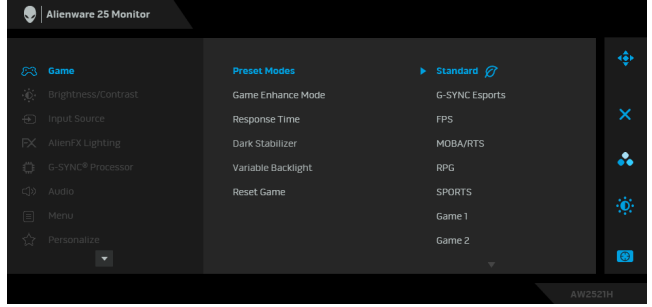 Alienware 25 Monitor
Game
Preset Modes
Standard
Brightness/Contrast
Game Enhance Mode
G-SYNC Esports
Input Source
Response Time
FPS
FX
AlienFX Lighting
Dark Stabilizer
MOBA/RTS
G-SYNC® Processor
Variable Backlight
RPG
Audio
Reset Game
SPORTS
Menu
Game 1
Personalize
Game 2
AW2521H